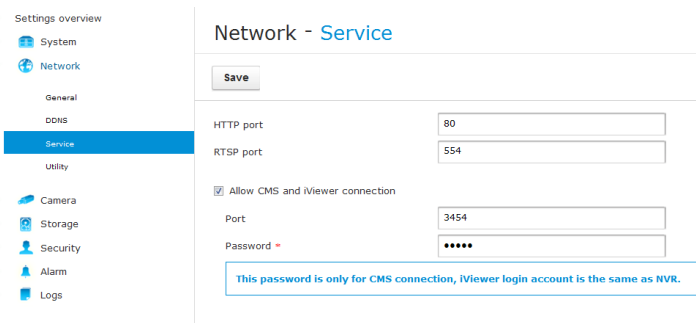 Settings overview
System
Network
General
DDNS
Service
Utility
Camera
Storage
Security
Alarm
Logs
Network - Service
Save
HTTP port 80
RTSP port 554
Allow CMS and iViewer connection
Port 3454
Password * •••••
This password is only for CMS connection, iViewer login account is the same as NVR.